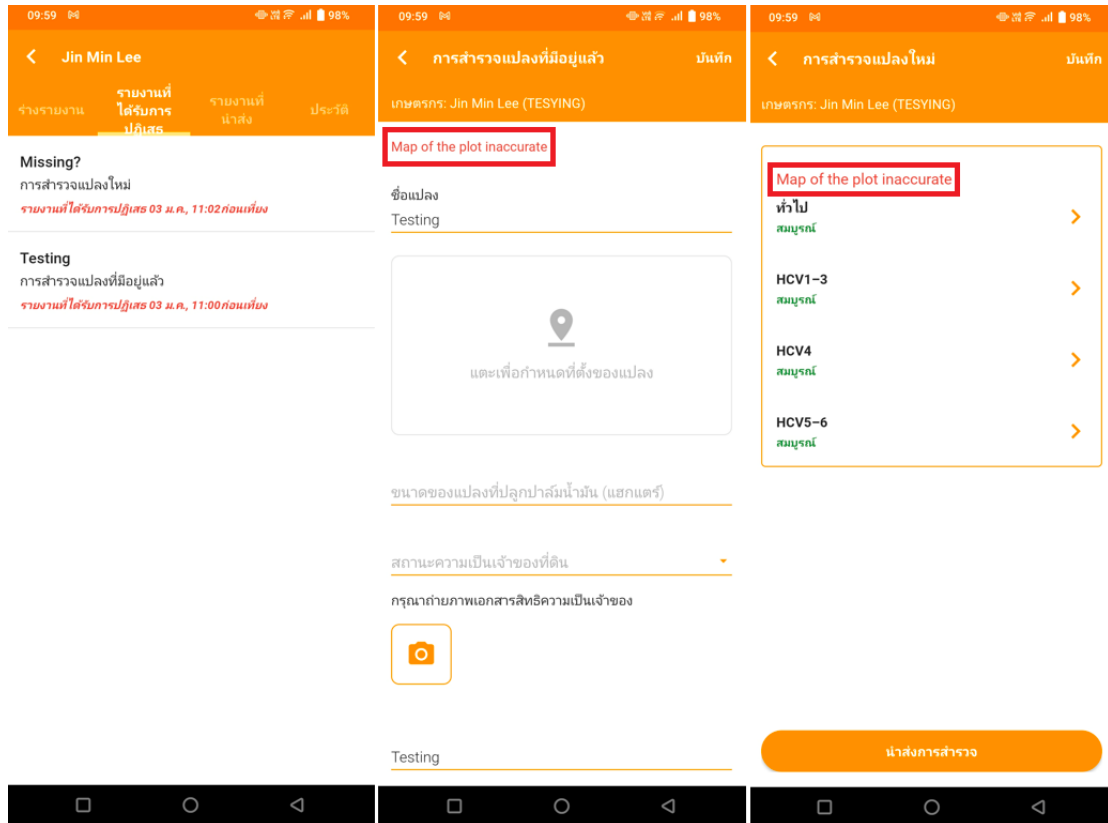 09:59
98%
Jin Min Lee
ร่างรายงาน
รายงานที่
ได้รับการ
ปฏิเสธ
รายงานที่
นำส่ง
ประวัติ
Missing?
การสำรวจแปลงใหม่
รายงานที่ได้รับการปฏิเสธ 03 ม.ค., 11:02ก่อนเที่ยง
Testing
การสำรวจแปลงที่มีอยู่แล้ว
รายงานที่ได้รับการปฏิเสธ 03 ม.ค., 11:00ก่อนเที่ยง
09:59
98%
การสำรวจแปลงที่มีอยู่แล้ว
บันทึก
เกษตรกร: Jin Min Lee (TESYING)
Map of the plot inaccurate
ชื่อแปลง
Testing
แตะเพื่อกำหนดที่ตั้งของแปลง
ขนาดของแปลงที่ปลูกปาล์มน้ำมัน (แฮกแตร์)
สถานะความเป็นเจ้าของที่ดิน
กรุณาถ่ายภาพเอกสารสิทธิความเป็นเจ้าของ
Testing
09:59
98%
การสำรวจแปลงใหม่
บันทึก
เกษตรกร: Jin Min Lee (TESYING)
Map of the plot inaccurate
ทั่วไป
สมบูรณ์
HCV1-3
สมบูรณ์
HCV4
สมบูรณ์
HCV5-6
สมบูรณ์
นำส่งการสำรวจ